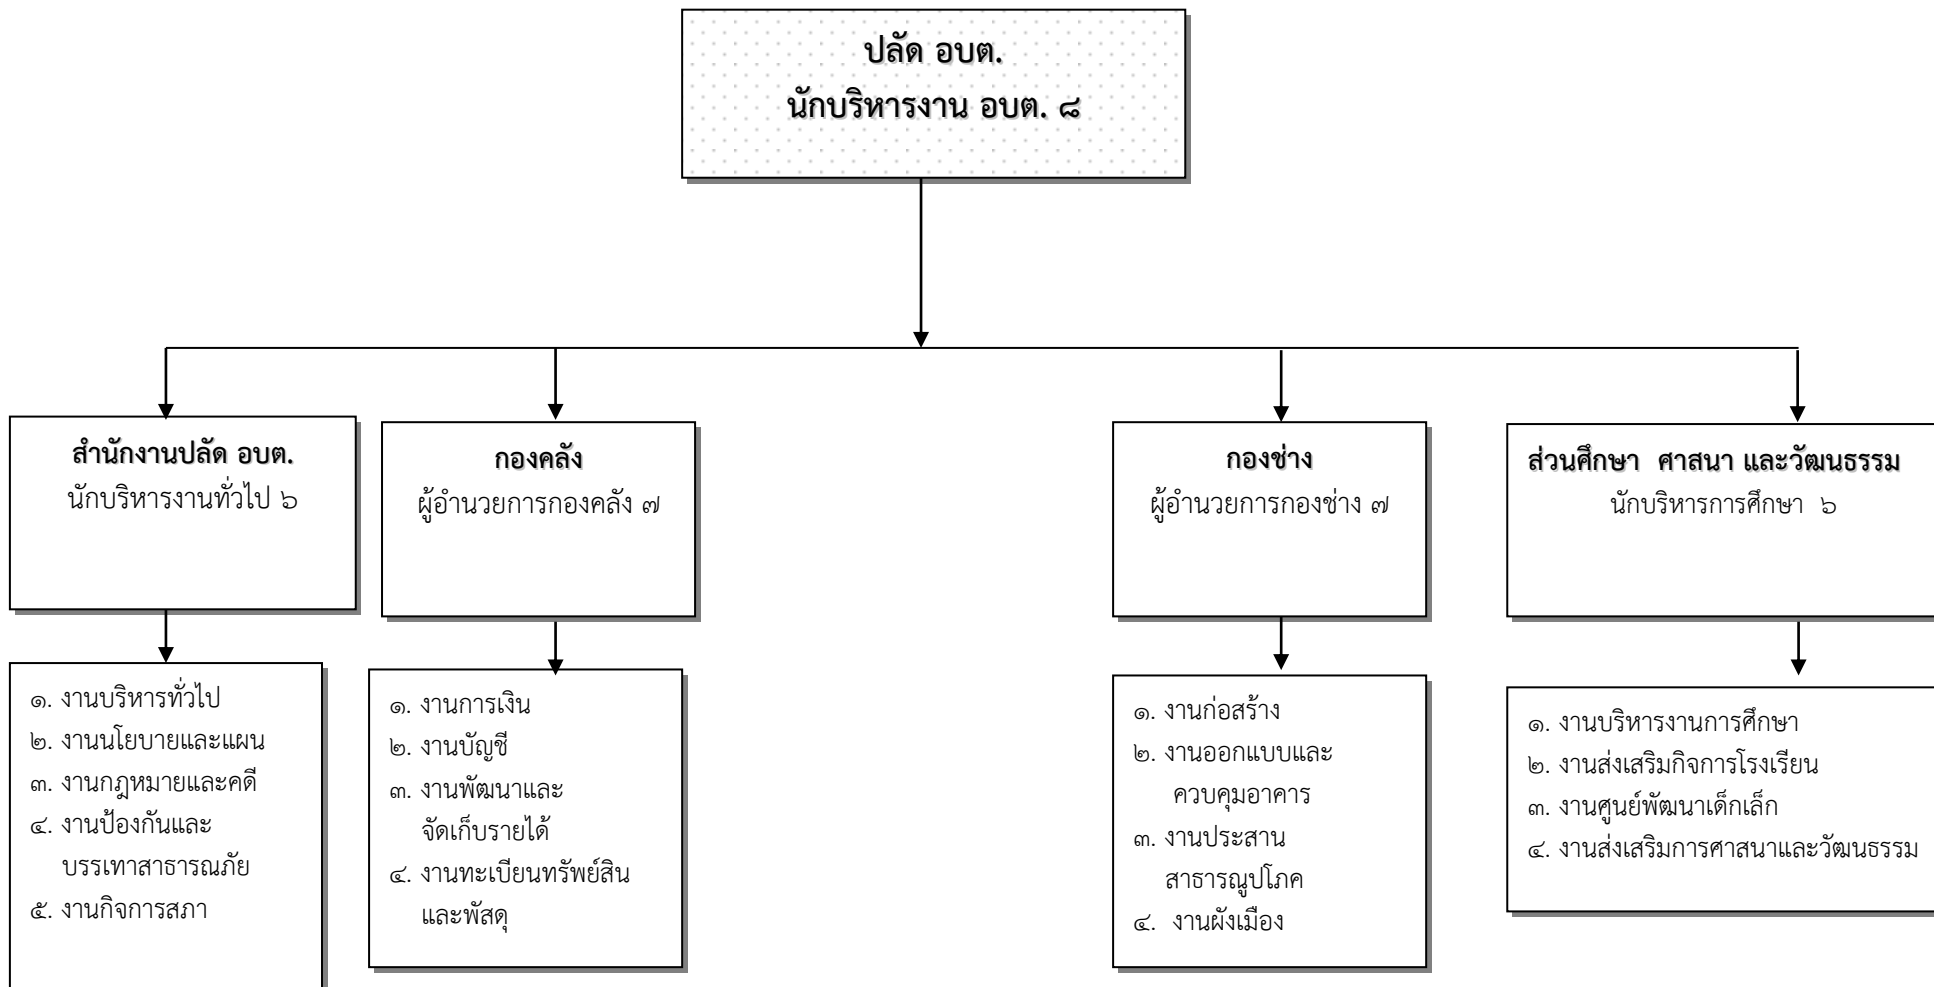 ปลัด อบต.
นักบริหารงาน อบต. ๘
สำนักงานปลัด อบต.
นักบริหารงานทั่วไป ๖
กองคลัง
ผู้อำนวยการกองคลัง ๗
กองช่าง
ผู้อำนวยการกองช่าง ๗
ส่วนศึกษา ศาสนา และวัฒนธรรม
นักบริหารการศึกษา ๖
๑. งานบริหารทั่วไป
๒. งานนโยบายและแผน
๓. งานกฎหมายและคดี
๔. งานป้องกันและ
บรรเทาสาธารณภัย
๕. งานกิจการสภา
๑. งานการเงิน
๒. งานบัญชี
๓. งานพัฒนาและ
จัดเก็บรายได้
๔. งานทะเบียนทรัพย์สิน
และพัสดุ
๑. งานก่อสร้าง
๒. งานออกแบบและ
ควบคุมอาคาร
๓. งานประสาน
สาธารณูปโภค
๔. งานผังเมือง
๑. งานบริหารงานการศึกษา
๒. งานส่งเสริมกิจการโรงเรียน
๓. งานศูนย์พัฒนาเด็กเล็ก
๔. งานส่งเสริมการศาสนาและวัฒนธรรม